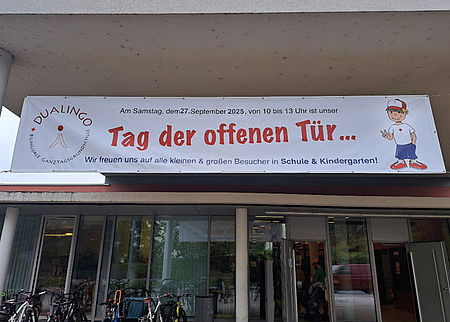 DUALINGO
BILINGUALE GANZTAGSGRUNDSCHULE
Am Samstag, dem 27. September 2025, von 10 bis 13 Uhr ist unser
Tag der offenen Tür...
Wir freuen uns auf alle kleinen & großen Besucher in Schule & Kindergarten!